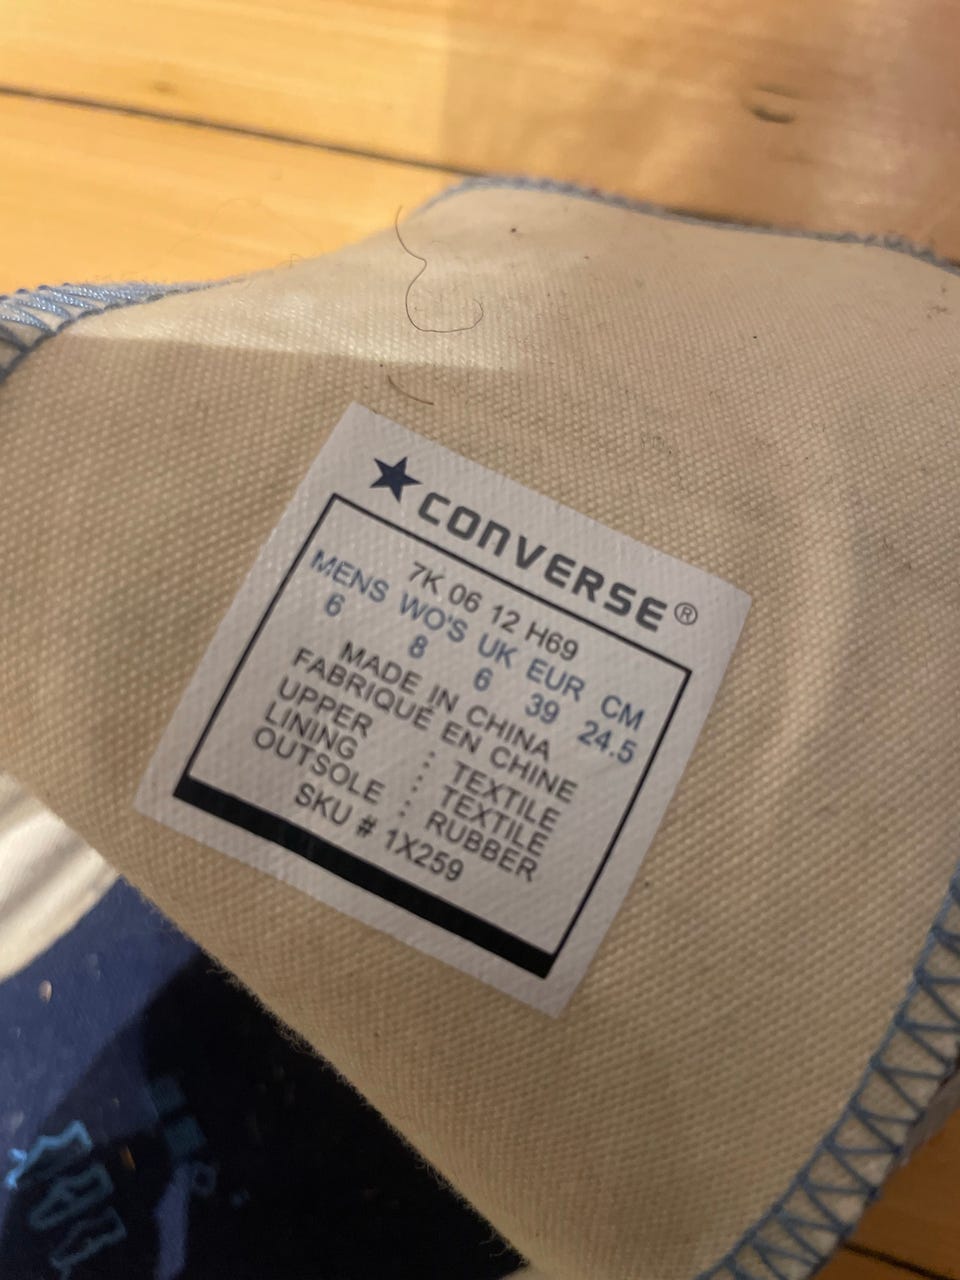 CONVERSE®
7K 06 12 H69
MENS WO'S UK EUR CM
6 8 6 39 24.5
MADE IN CHINA
FABRIQUE EN CHINE
UPPER : TEXTILE
LINING : TEXTILE
OUTSOLE : RUBBER
SKU # 1X259